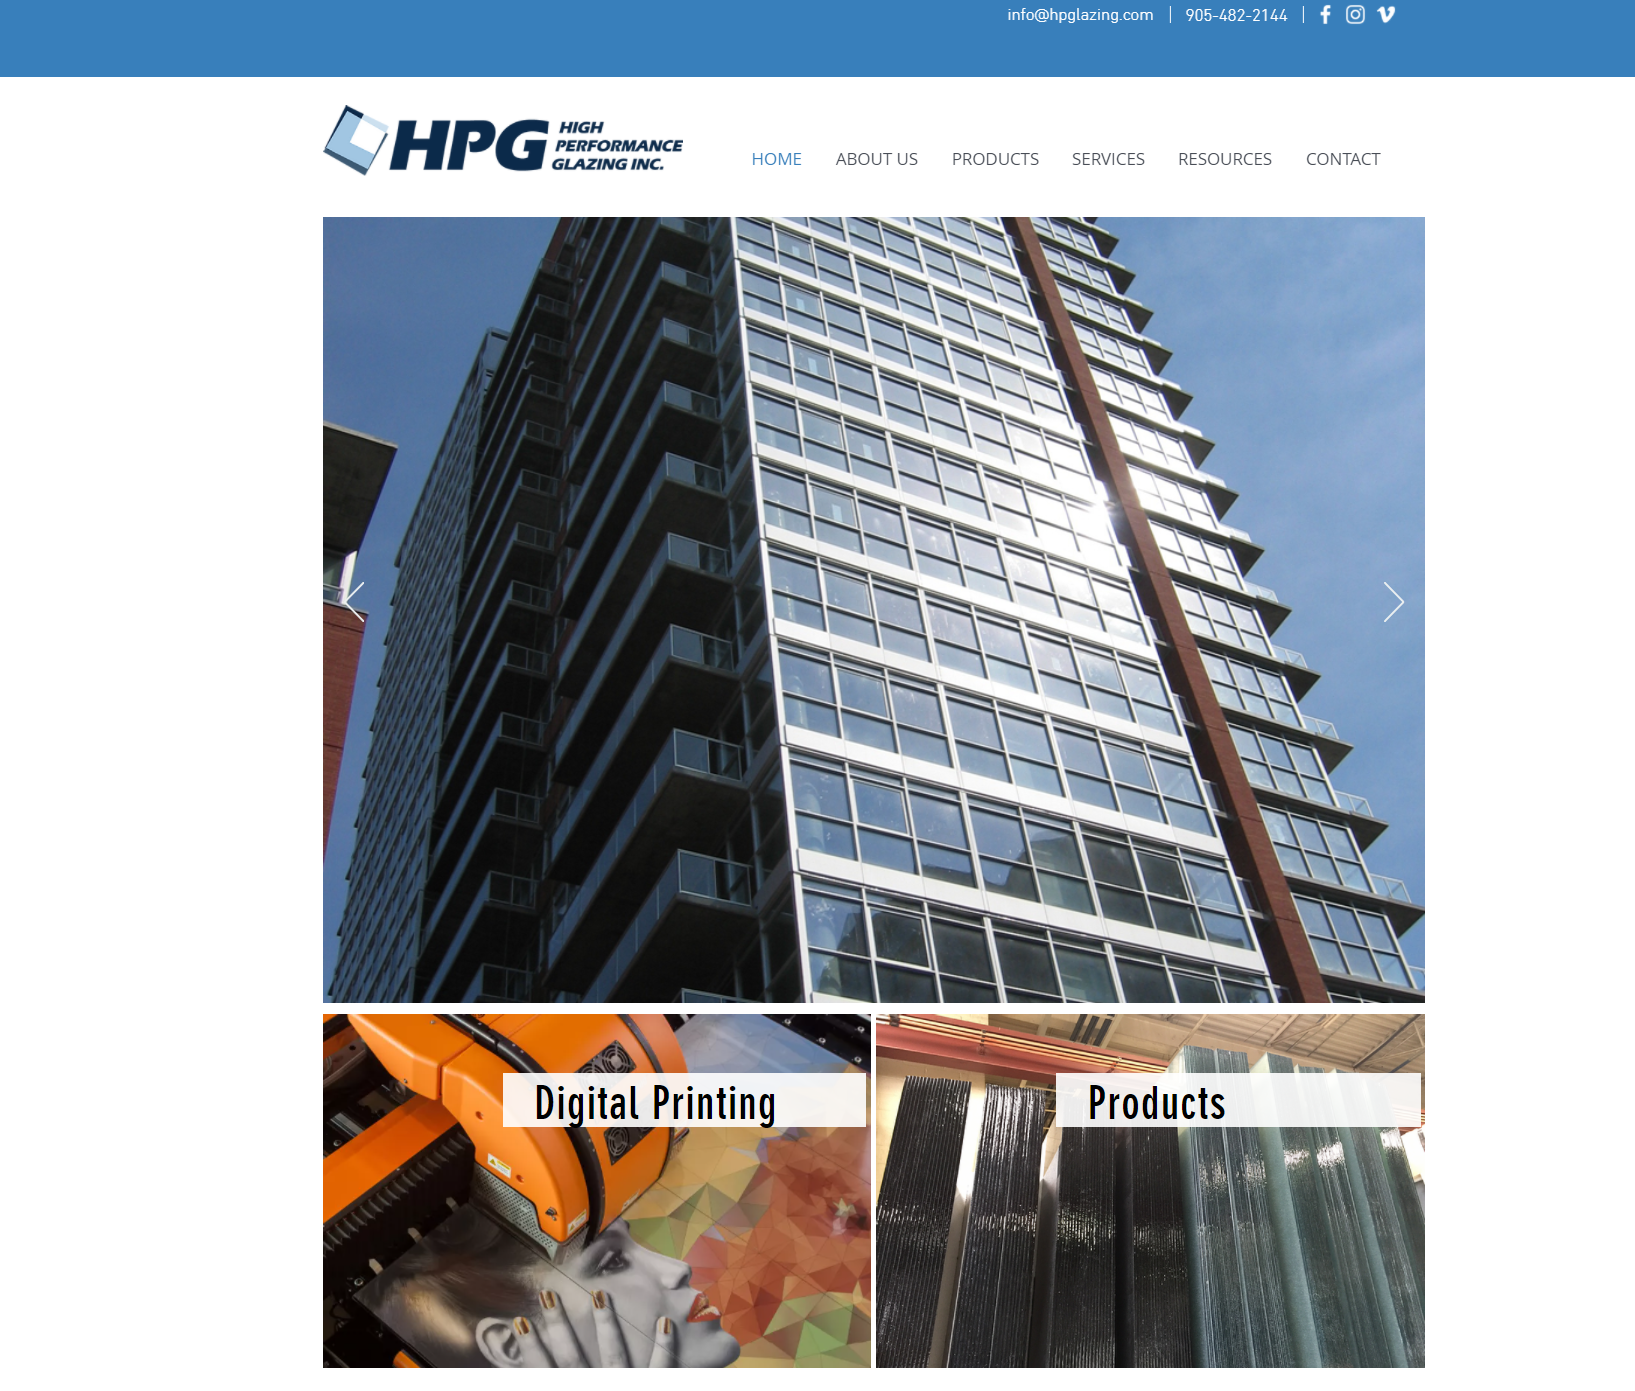 info@hpglazing.com | 905-482-2144 |
HPG HIGH
PERFORMANCE
GLAZING INC.
HOME ABOUT US PRODUCTS SERVICES RESOURCES CONTACT
Digital Printing
Products